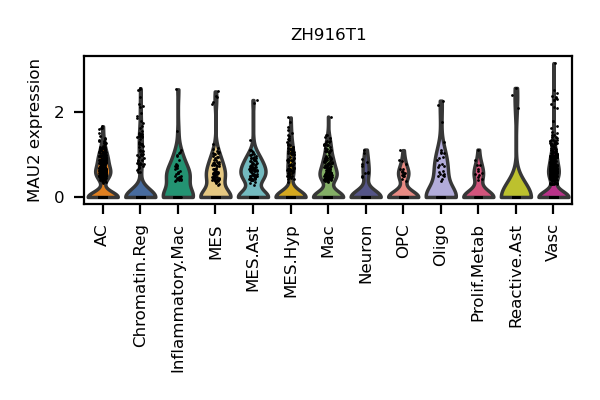 ZH916T1
MAU2 expression
2
0
AC
Chromatin.Reg
Inflammatory.Mac
MES
MES.Ast
MES.Hyp
Mac
Neuron
OPC
Oligo
Prolif.Metab
Reactive.Ast
Vasc